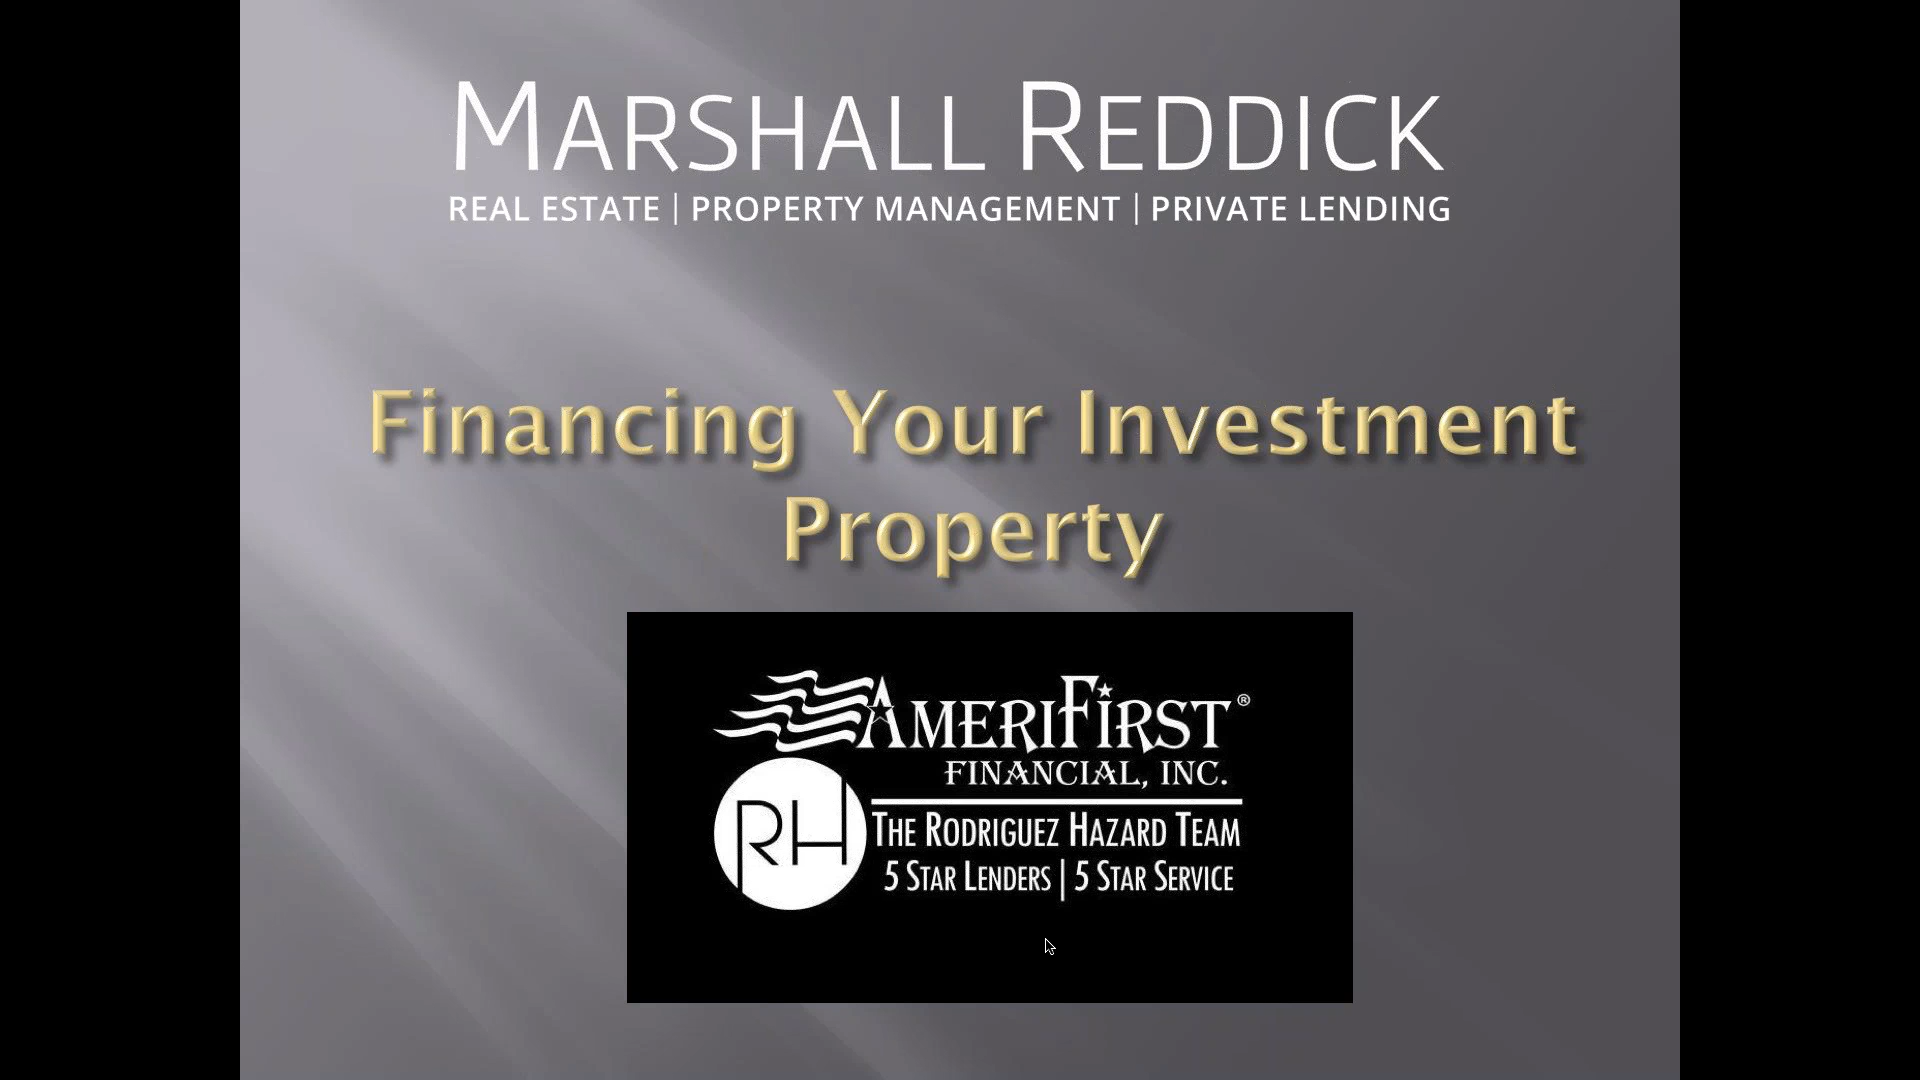 MARSHALL REDDICK
REAL ESTATE | PROPERTY MANAGEMENT | PRIVATE LENDING
Financing Your Investment
Property
AMERIFIRST®
FINANCIAL, INC.
RH
THE RODRIGUEZ HAZARD TEAM
5 STAR LENDERS | 5 STAR SERVICE